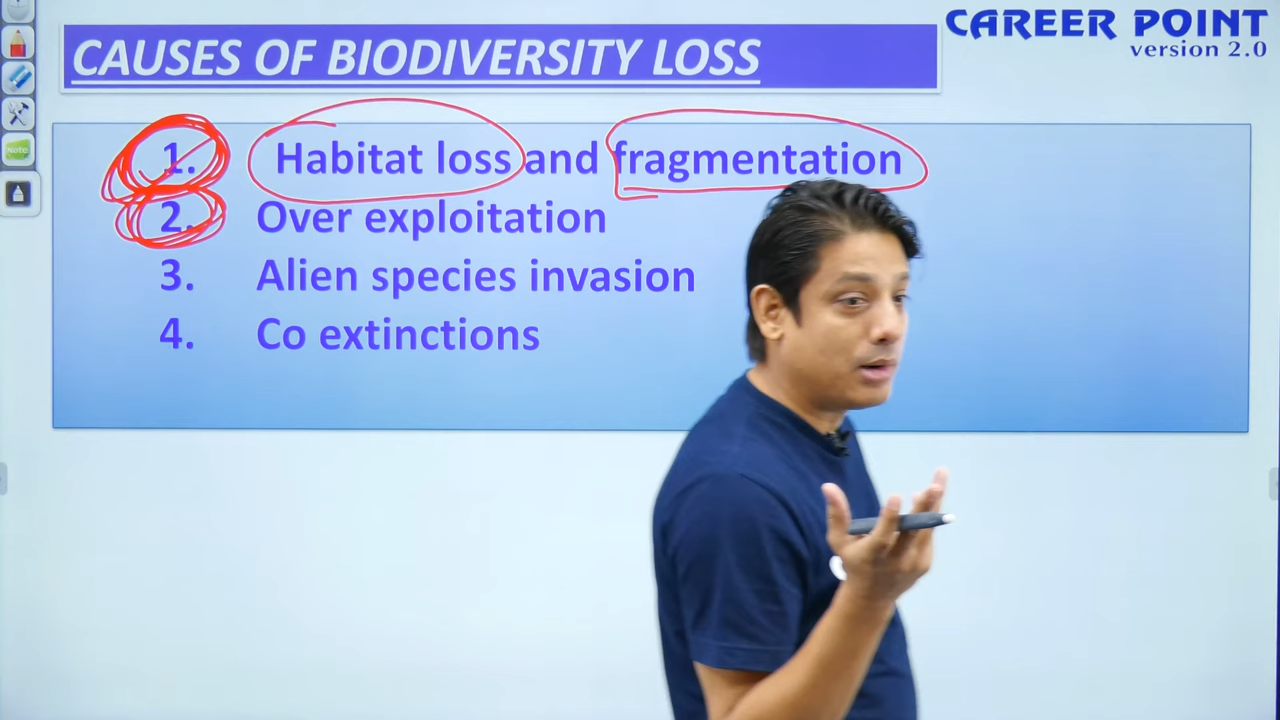 CAREER POINT
version 2.0
CAUSES OF BIODIVERSITY LOSS
1. Habitat loss and fragmentation
2. Over exploitation
3. Alien species invasion
4. Co extinctions